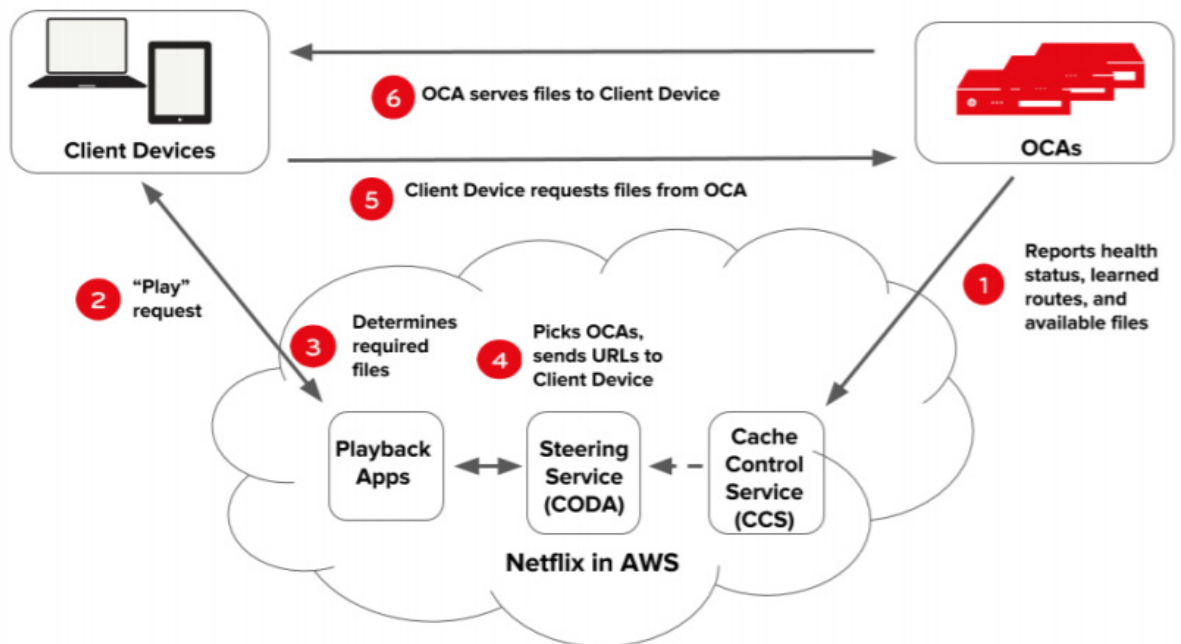 Client Devices
OCAs
6
OCA serves files to Client Device
5
Client Device requests files from OCA
1
Reports health
status, learned
routes, and
available files
2
“Play”
request
3
Determines
required
files
4
Picks OCAs,
sends URLs to
Client Device
Playback
Apps
Steering
Service
(CODA)
Cache
Control
Service
(CCS)
Netflix in AWS